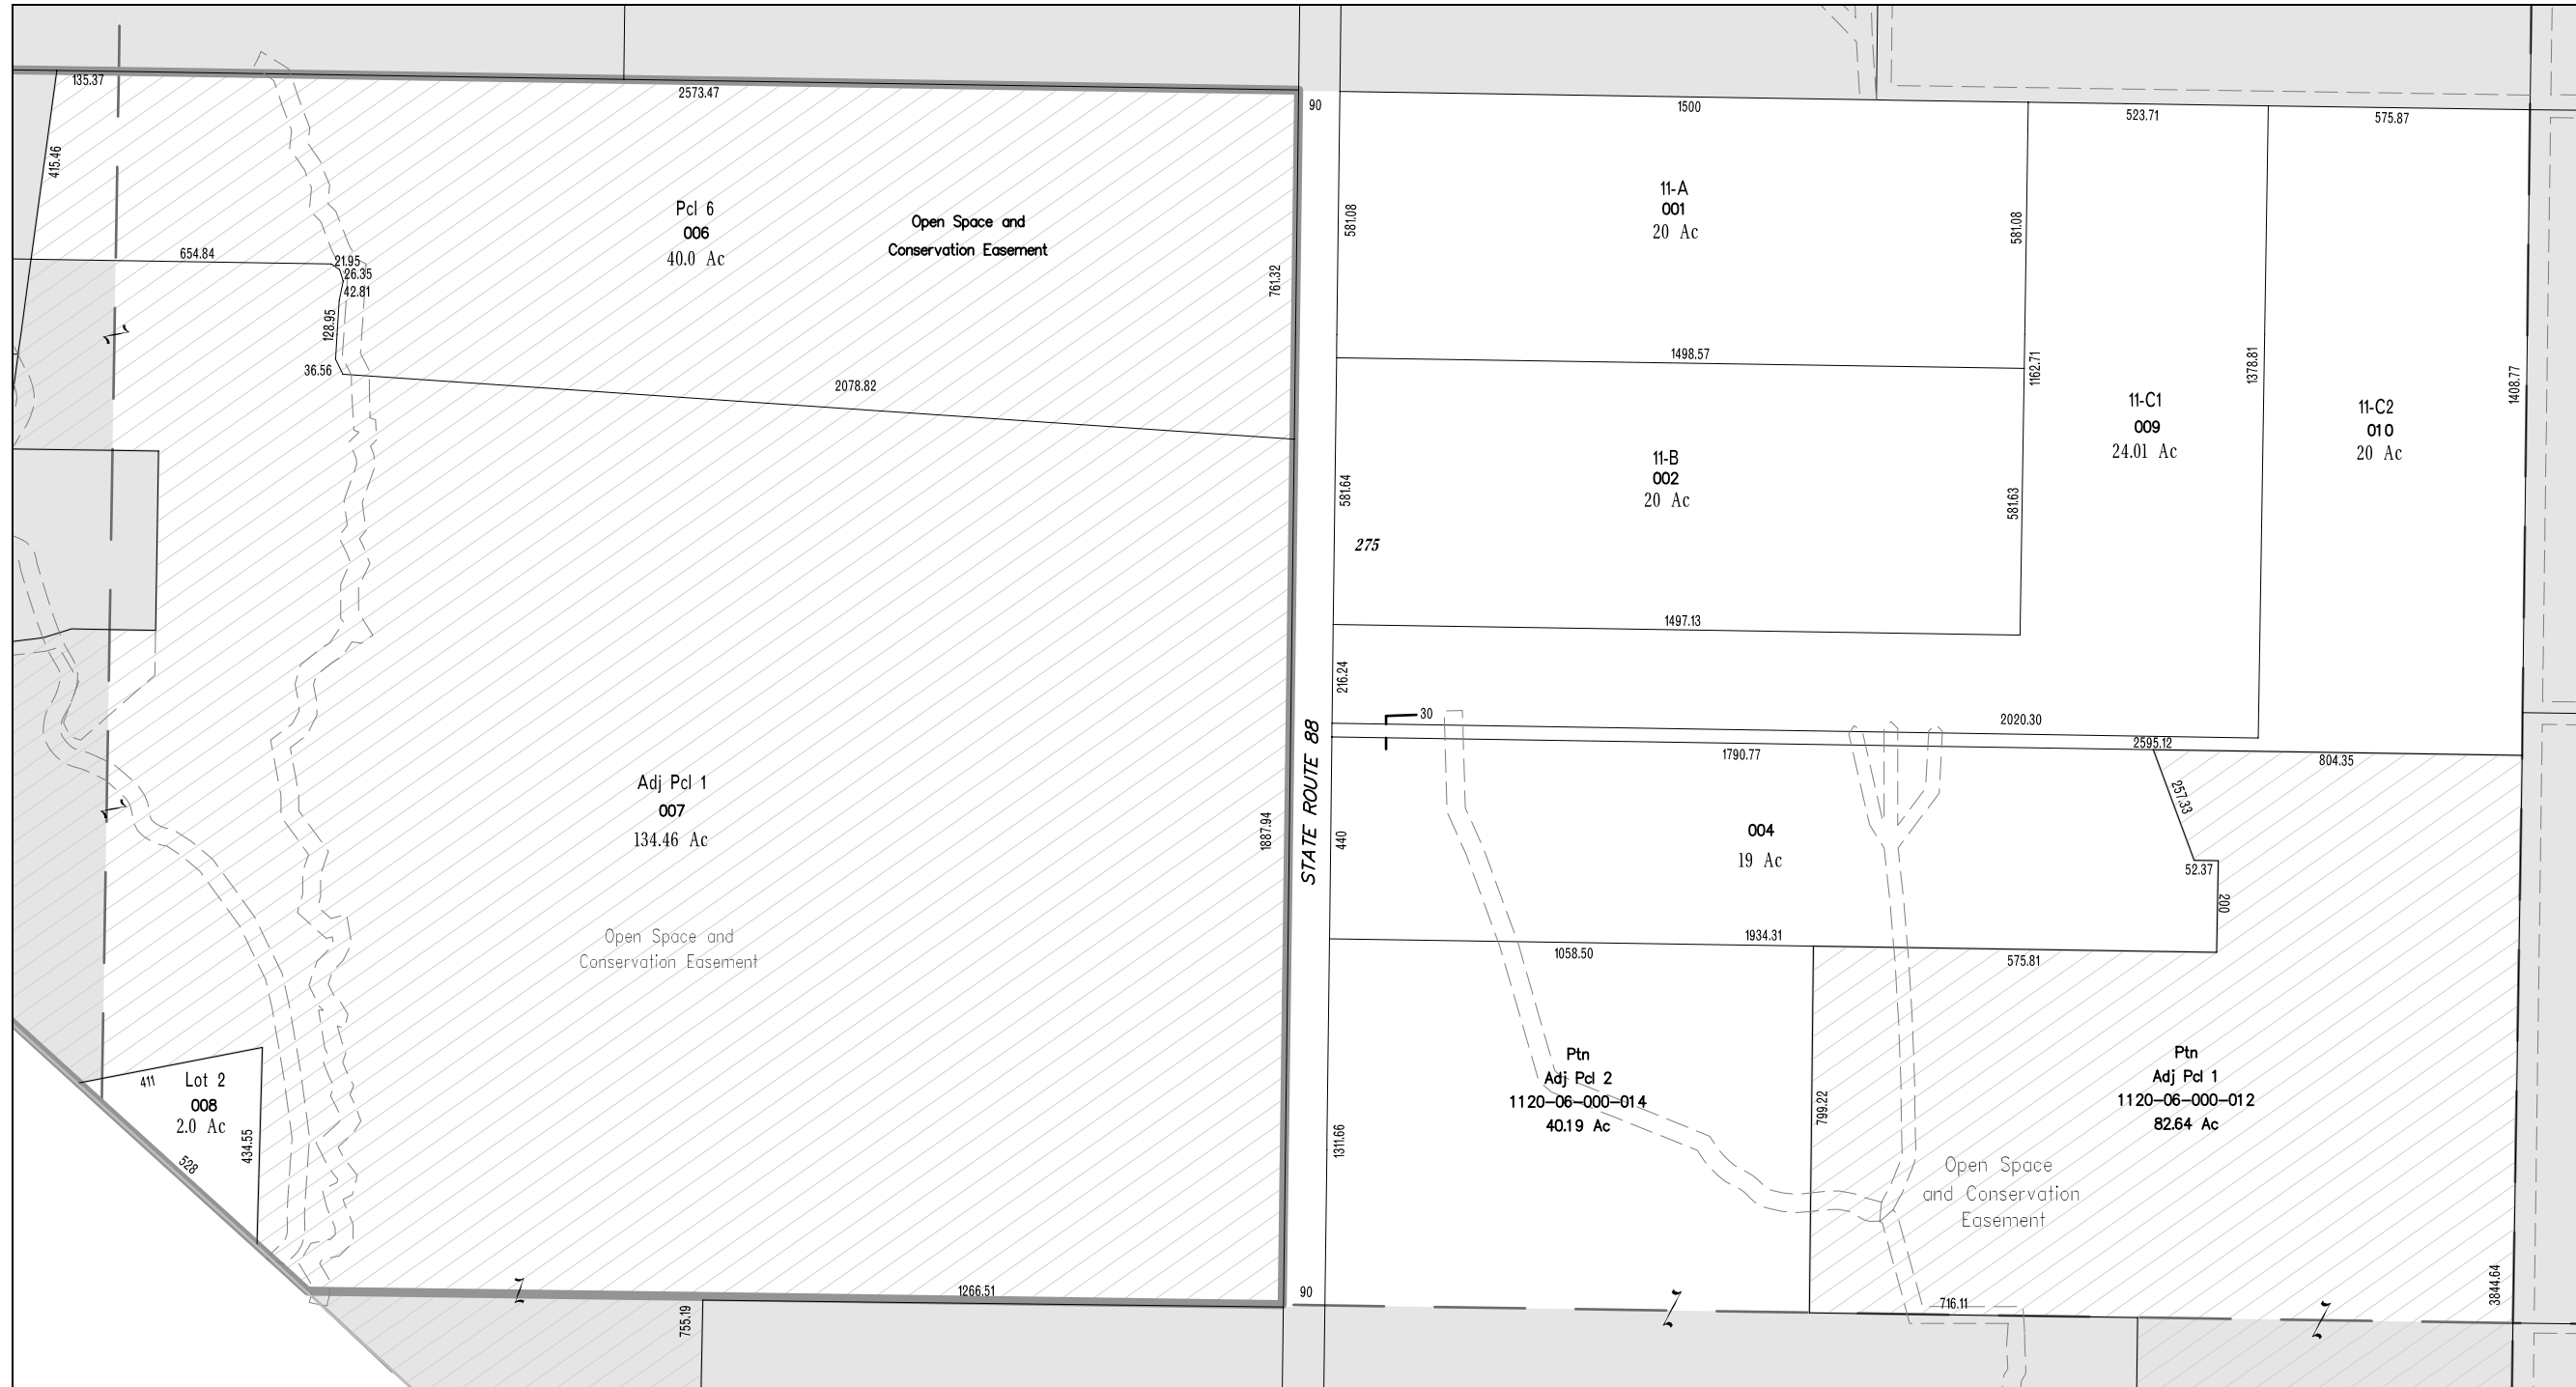 135.37
2573.47
90
1500
523.71
575.87
415.46
Pcl 6
006
40.0 Ac
Open Space and
Conservation Easement
11-A
001
20 Ac
581.08
581.08
654.84
21.95
26.35
42.81
128.95
36.56
761.32
2078.82
1498.57
1162.71
1378.81
1408.77
11-C1
009
24.01 Ac
11-C2
010
20 Ac
11-B
002
20 Ac
581.64
581.63
275
1497.13
216.24
30
2020.30
2595.12
1790.77
804.35
STATE ROUTE 88
Adj Pcl 1
007
134.46 Ac
1887.94
440
004
19 Ac
257.33
52.37
200
Open Space and
Conservation Easement
1934.31
1058.50
575.81
Ptn
Adj Pcl 2
1120-06-000-014
40.19 Ac
Ptn
Adj Pcl 1
1120-06-000-012
82.64 Ac
799.22
1311.66
Open Space
and Conservation
Easement
411
Lot 2
008
2.0 Ac
434.55
528
1266.51
90
716.11
3844.64
755.19